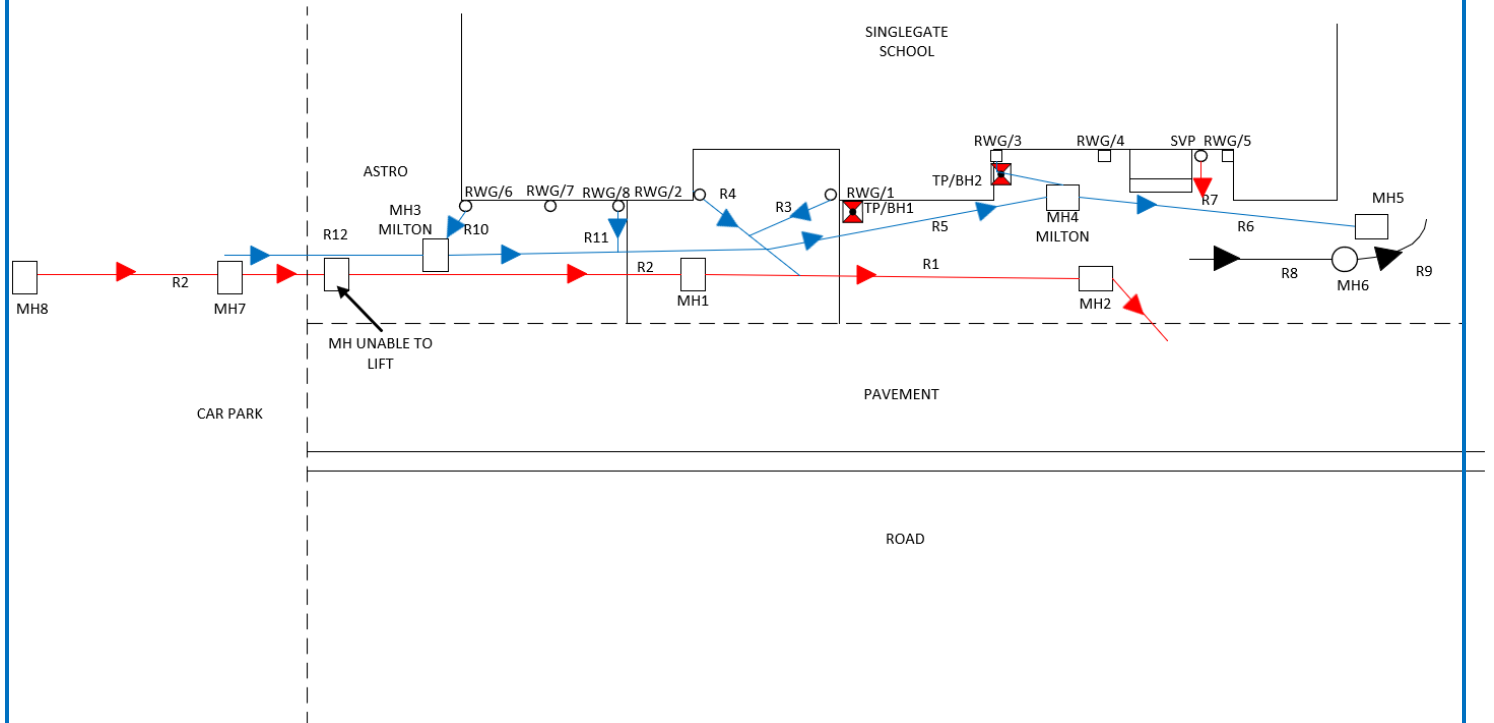 SINGLEGATE
SCHOOL
RWG/3
RWG/4
SVP
RWG/5
ASTRO
RWG/6
RWG/7
RWG/8
RWG/2
R4
R3
RWG/1
TP/BH1
TP/BH2
R7
MH3
MILTON
R10
R12
R11
R5
MH4
MILTON
R6
MH5
R2
R2
R1
R8
R9
MH8
MH7
MH1
MH2
MH6
MH UNABLE TO
LIFT
CAR PARK
PAVEMENT
ROAD